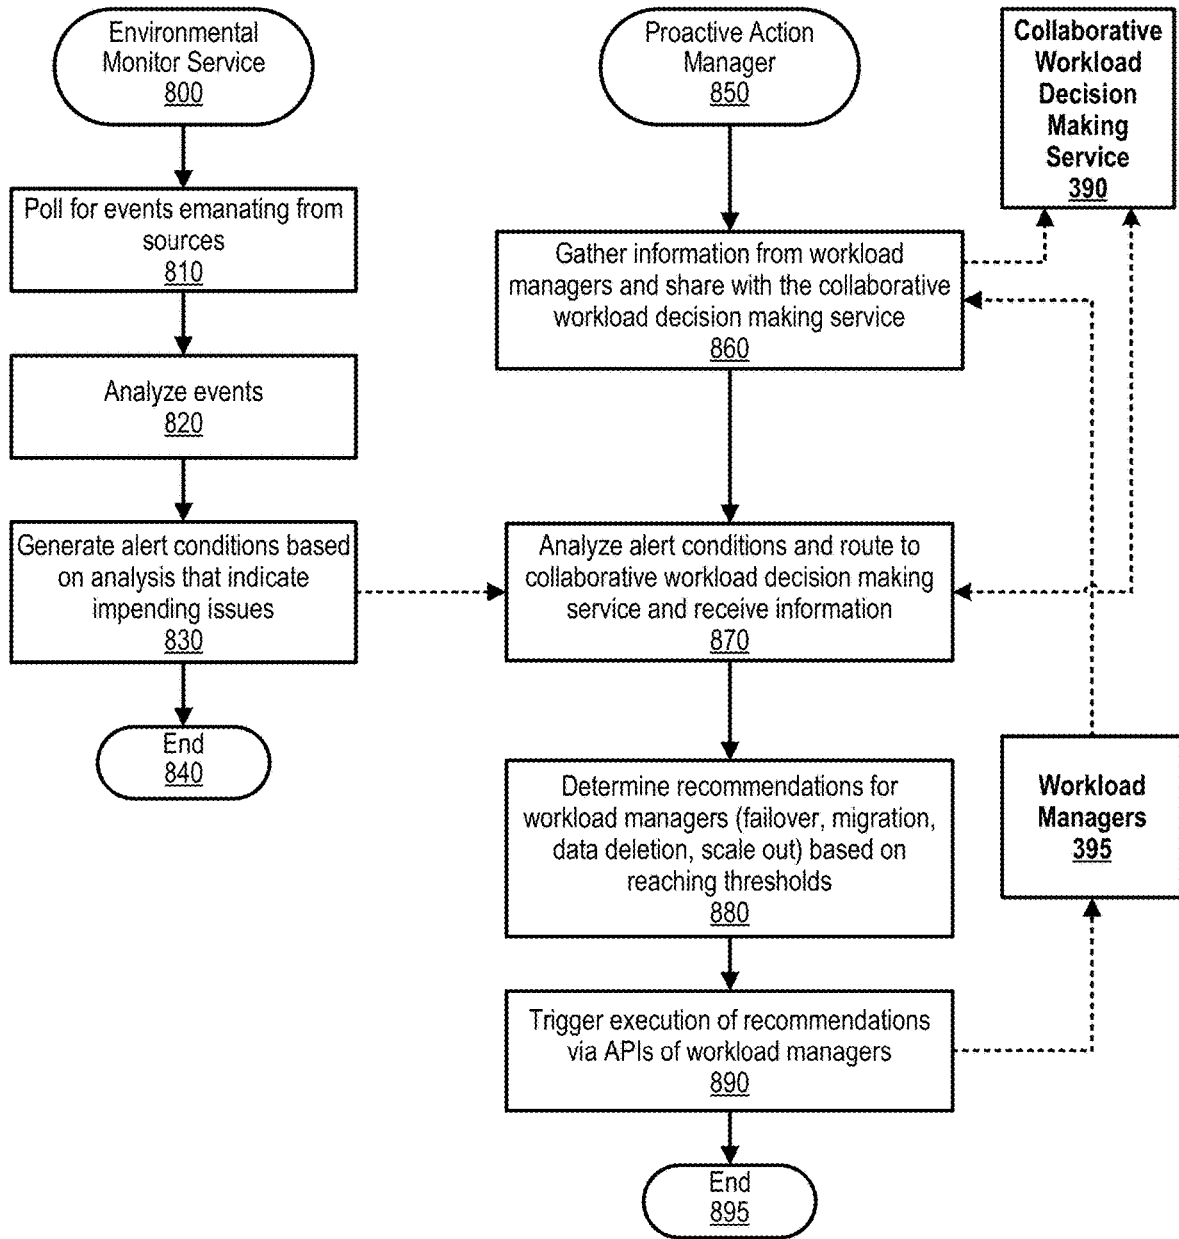 Environmental
Monitor Service
800
Poll for events emanating from
sources
810
Analyze events
820
Generate alert conditions based
on analysis that indicate
impending issues
830
End
840
Proactive Action
Manager
850
Gather information from workload
managers and share with the collaborative
workload decision making service
860
Analyze alert conditions and route to
collaborative workload decision making
service and receive information
870
Determine recommendations for
workload managers (failover, migration,
data deletion, scale out) based on
reaching thresholds
880
Trigger execution of recommendations
via APIs of workload managers
890
End
895
Collaborative
Workload
Decision
Making
Service
390
Workload
Managers
395